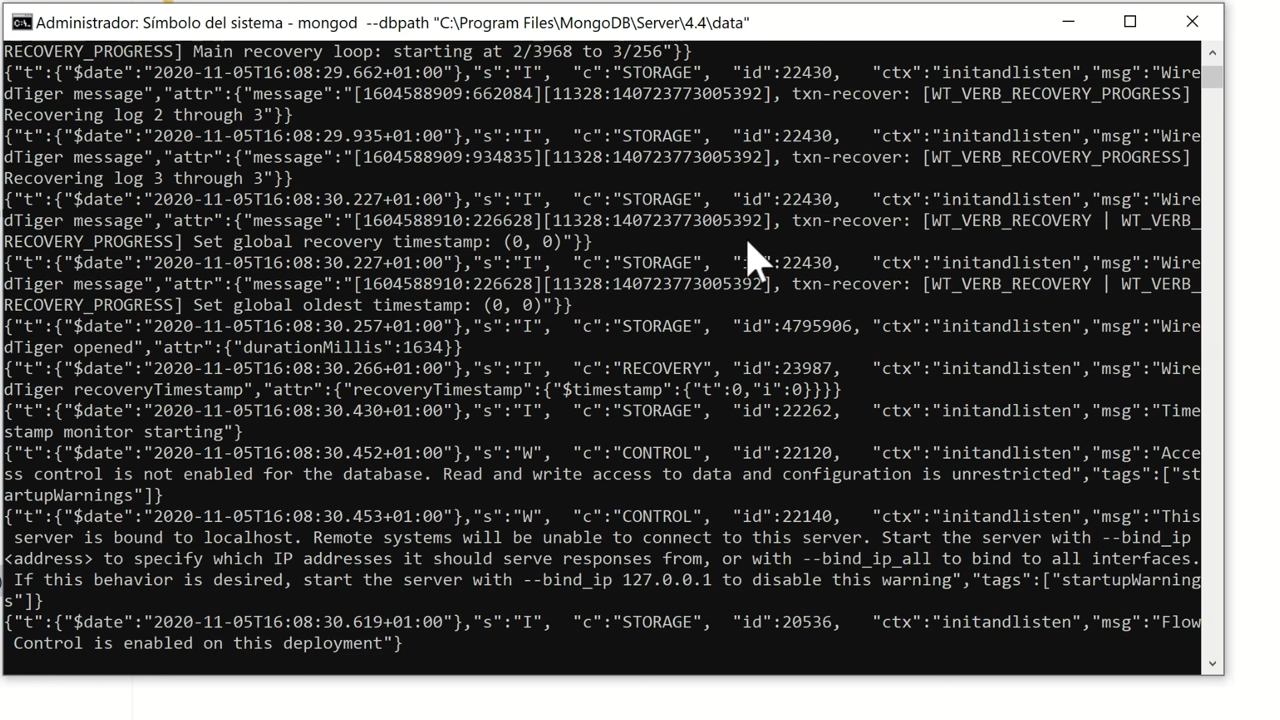 Administrador: Símbolo del sistema - mongod  --dbpath "C:\Program Files\MongoDB\Server\4.4\data"
RECOVERY_PROGRESS] Main recovery loop: starting at 2/3968 to 3/256"}}
{"t":{"$date":"2020-11-05T16:08:29.662+01:00"},"s":"I",  "c":"STORAGE",  "id":22430,   "ctx":"initandlisten","msg":"Wire
dTiger message","attr":{"message":"[1604588909:662084][11328:140723773005392], txn-recover: [WT_VERB_RECOVERY_PROGRESS]
Recovering log 2 through 3"}}
{"t":{"$date":"2020-11-05T16:08:29.935+01:00"},"s":"I",  "c":"STORAGE",  "id":22430,   "ctx":"initandlisten","msg":"Wire
dTiger message","attr":{"message":"[1604588909:934835][11328:140723773005392], txn-recover: [WT_VERB_RECOVERY_PROGRESS]
Recovering log 3 through 3"}}
{"t":{"$date":"2020-11-05T16:08:30.227+01:00"},"s":"I",  "c":"STORAGE",  "id":22430,   "ctx":"initandlisten","msg":"Wire
dTiger message","attr":{"message":"[1604588910:226628][11328:140723773005392], txn-recover: [WT_VERB_RECOVERY | WT_VERB_
RECOVERY_PROGRESS] Set global recovery timestamp: (0, 0)"}}
{"t":{"$date":"2020-11-05T16:08:30.227+01:00"},"s":"I",  "c":"STORAGE",  "id":22430,   "ctx":"initandlisten","msg":"Wire
dTiger message","attr":{"message":"[1604588910:226628][11328:140723773005392], txn-recover: [WT_VERB_RECOVERY | WT_VERB_
RECOVERY_PROGRESS] Set global oldest timestamp: (0, 0)"}}
{"t":{"$date":"2020-11-05T16:08:30.257+01:00"},"s":"I",  "c":"STORAGE",  "id":4795906, "ctx":"initandlisten","msg":"Wire
dTiger opened","attr":{"durationMillis":1634}}
{"t":{"$date":"2020-11-05T16:08:30.266+01:00"},"s":"I",  "c":"RECOVERY", "id":23987,   "ctx":"initandlisten","msg":"Wire
dTiger recoveryTimestamp","attr":{"recoveryTimestamp":{"$timestamp":{"t":0,"i":0}}}}
{"t":{"$date":"2020-11-05T16:08:30.430+01:00"},"s":"I",  "c":"STORAGE",  "id":22262,   "ctx":"initandlisten","msg":"Time
stamp monitor starting"}
{"t":{"$date":"2020-11-05T16:08:30.452+01:00"},"s":"W",  "c":"CONTROL",  "id":22120,   "ctx":"initandlisten","msg":"Acce
ss control is not enabled for the database. Read and write access to data and configuration is unrestricted","tags":["st
artupWarnings"]}
{"t":{"$date":"2020-11-05T16:08:30.453+01:00"},"s":"W",  "c":"CONTROL",  "id":22140,   "ctx":"initandlisten","msg":"This
 server is bound to localhost. Remote systems will be unable to connect to this server. Start the server with --bind_ip
<address> to specify which IP addresses it should serve responses from, or with --bind_ip_all to bind to all interfaces.
 If this behavior is desired, start the server with --bind_ip 127.0.0.1 to disable this warning","tags":["startupWarning
s"]}
{"t":{"$date":"2020-11-05T16:08:30.619+01:00"},"s":"I",  "c":"STORAGE",  "id":20536,   "ctx":"initandlisten","msg":"Flow
 Control is enabled on this deployment"}